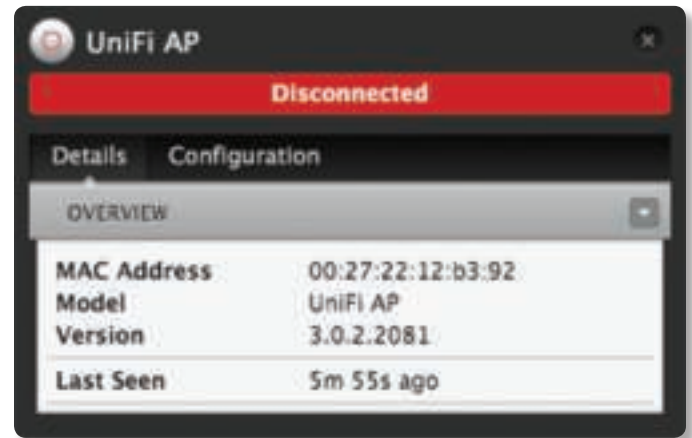 UniFi AP
Disconnected
Details Configuration
OVERVIEW
MAC Address 00:27:22:12:b3:92
Model UniFi AP
Version 3.0.2.2081
Last Seen 5m 55s ago